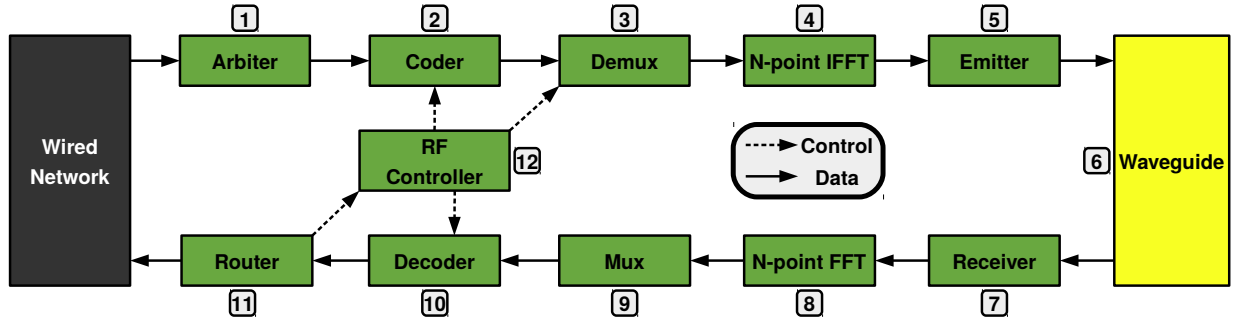 1
2
3
4
5
Arbiter
Coder
Demux
N-point IFFT
Emitter
Wired
Network
RF
Controller
12
Control
Data
6
Waveguide
Router
Decoder
Mux
N-point FFT
Receiver
11
10
9
8
7